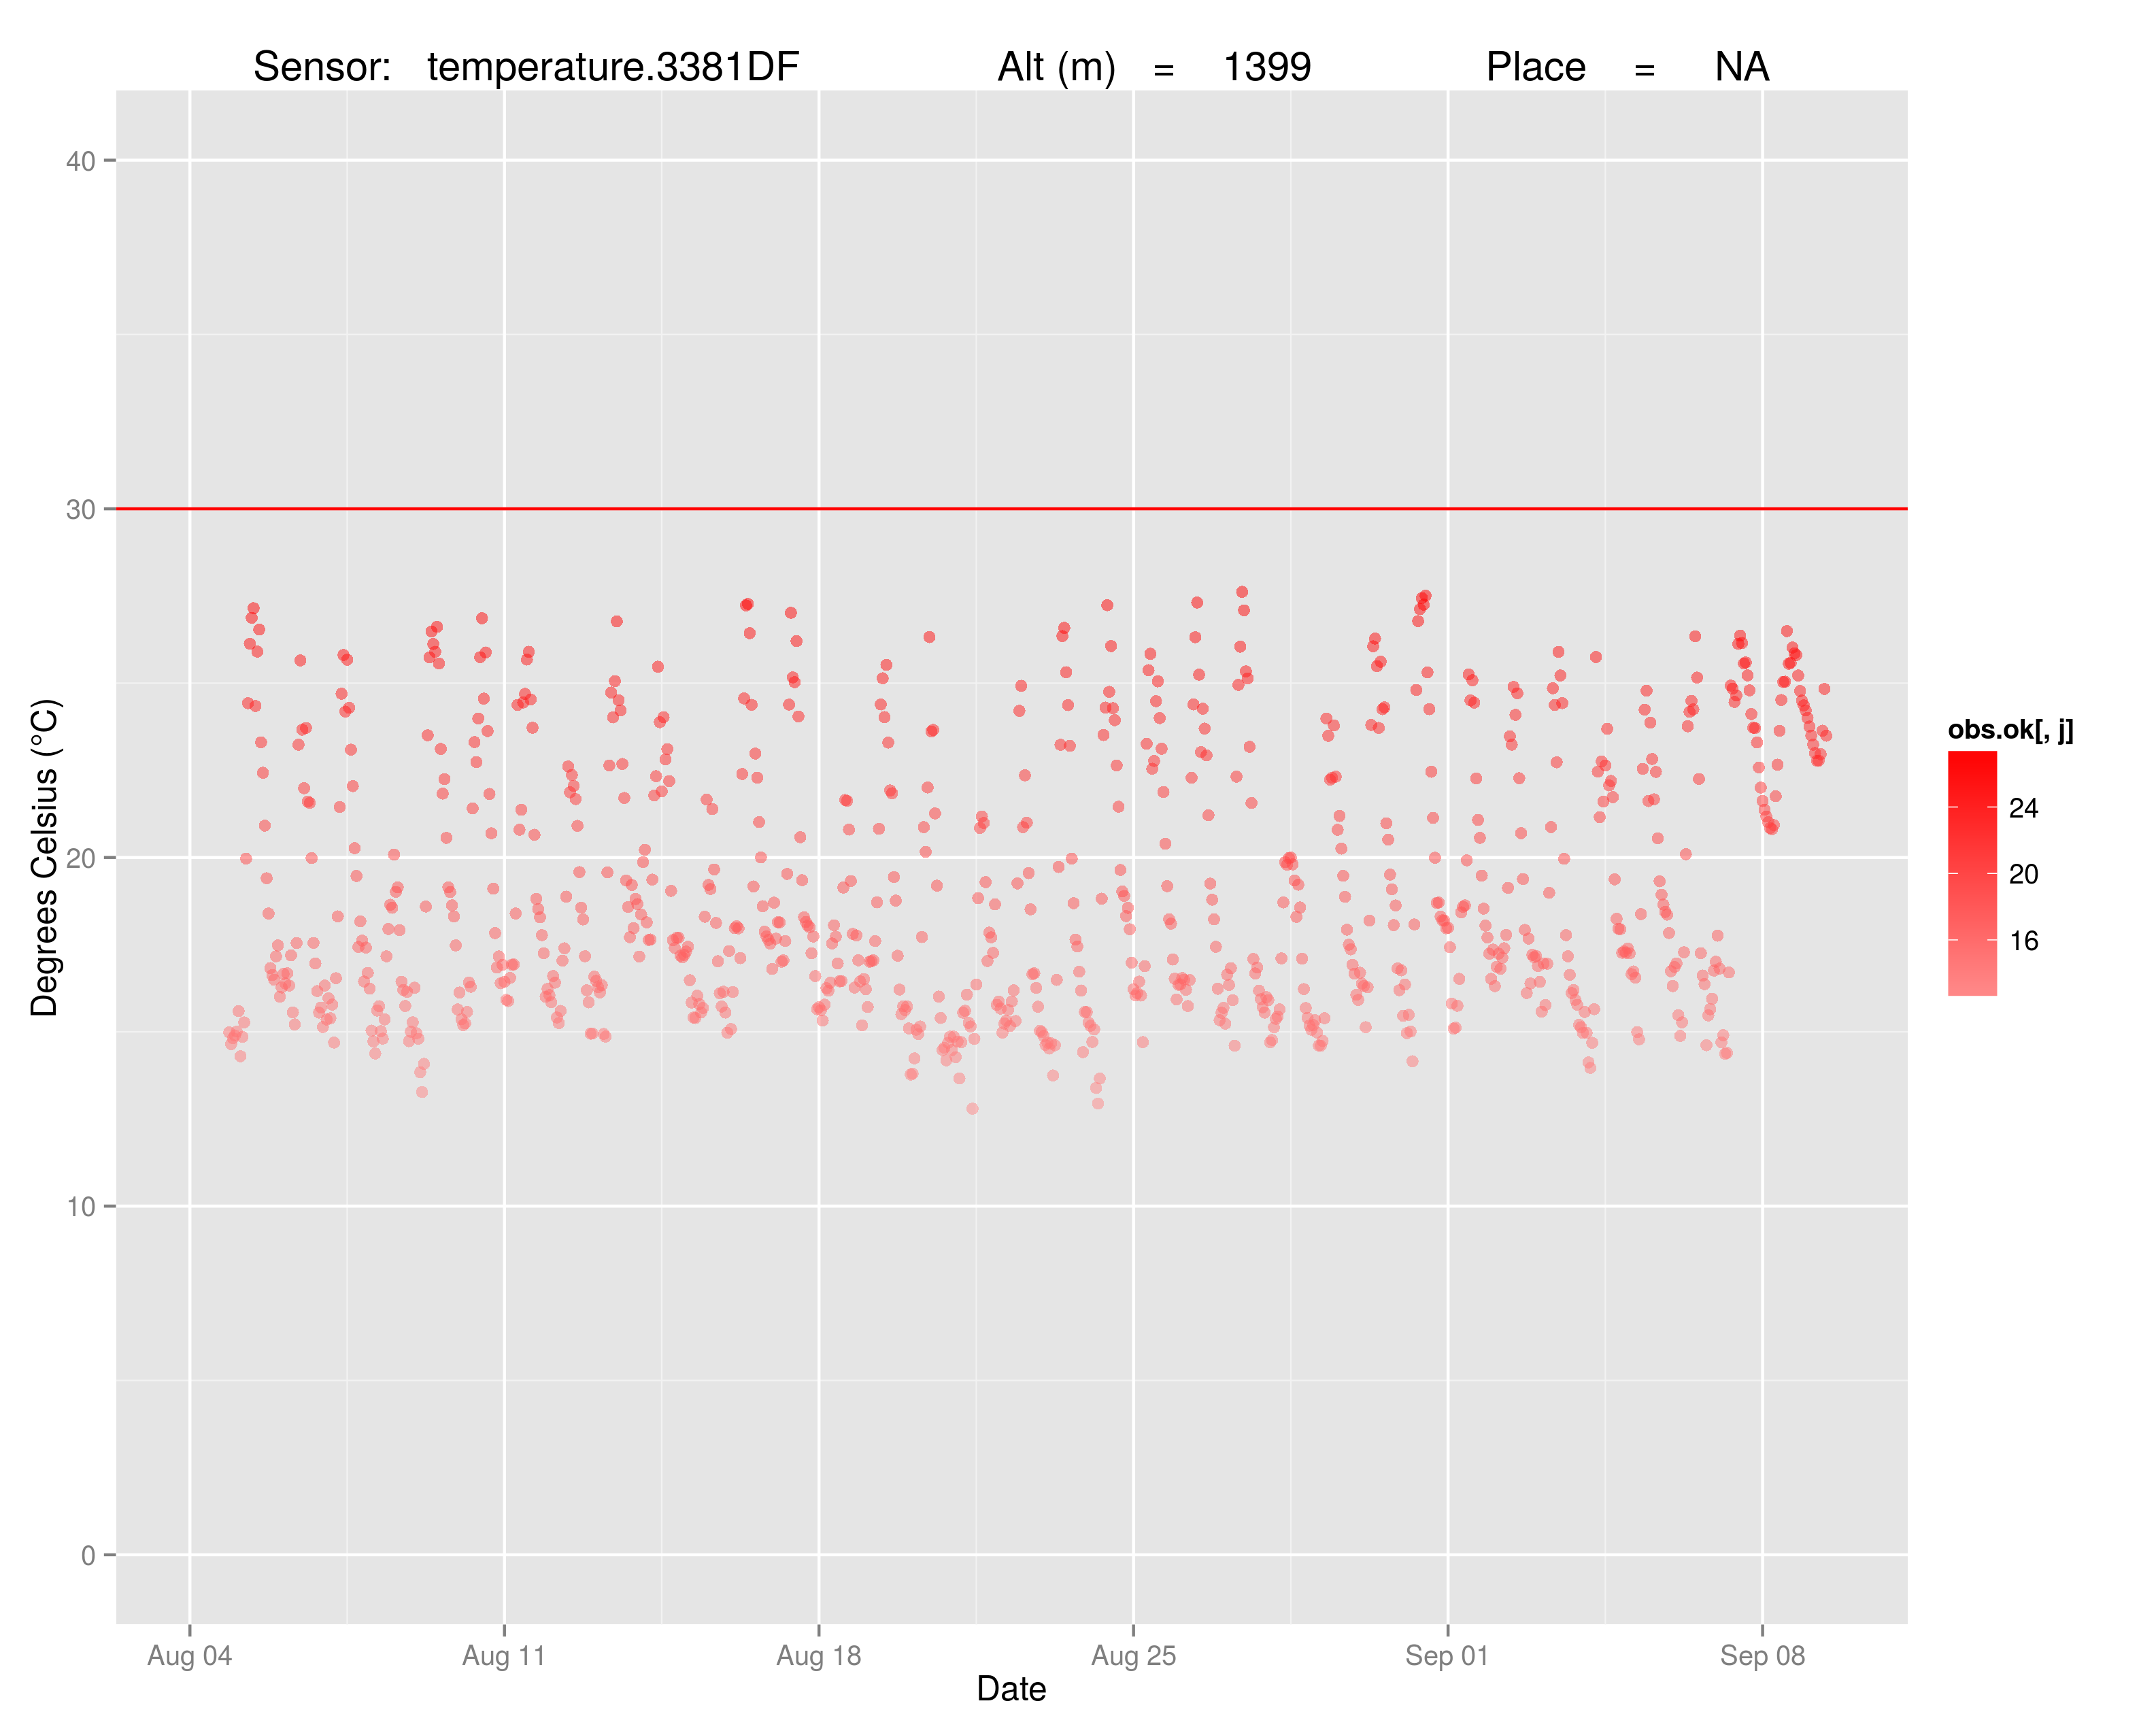 Sensor: temperature.3381DF Alt (m) = 1399 Place = NA
Degrees Celsius (°C)
40
30
20
10
0
Aug 04 Aug 11 Aug 18 Aug 25 Sep 01 Sep 08
Date
obs.ok[, j]
24
20
16